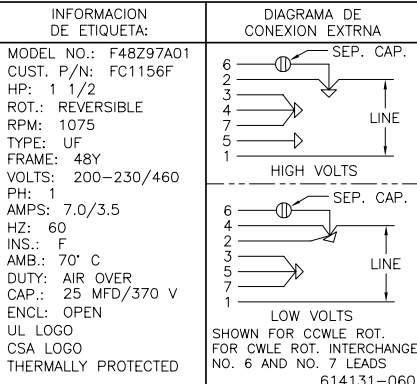 INFORMACION
DE ETIQUETA:
MODEL NO.: F48Z97A01
CUST. P/N: FC1156F
HP: 1 1/2
ROT.: REVERSIBLE
RPM: 1075
TYPE: UF
FRAME: 48Y
VOLTS: 200-230/460
PH: 1
AMPS: 7.0/3.5
HZ: 60
INS.: F
AMB.: 70° C
DUTY: AIR OVER
CAP.: 25 MFD/370 V
ENCL: OPEN
UL LOGO
CSA LOGO
THERMALLY PROTECTED
DIAGRAMA DE
CONEXION EXTRNA
SEP. CAP.
6
2
3
4
7
5
1
LINE
HIGH VOLTS
SEP. CAP.
6
4
2
3
5
7
1
LINE
LOW VOLTS
SHOWN FOR CCWLE ROT.
FOR CWLE ROT. INTERCHANGE
NO. 6 AND NO. 7 LEADS
614131-060